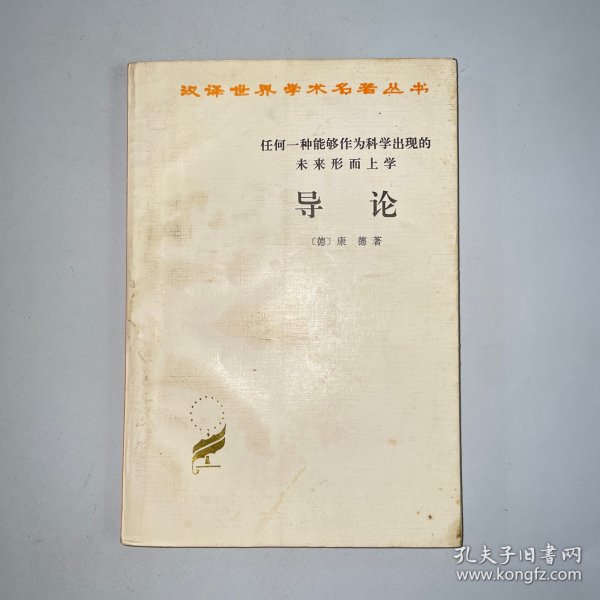 汉译世界学术名著丛书
任何一种能够作为科学出现的
未来形而上学
导论
〔德〕康德著
孔夫子旧书网
www.kongfz.com